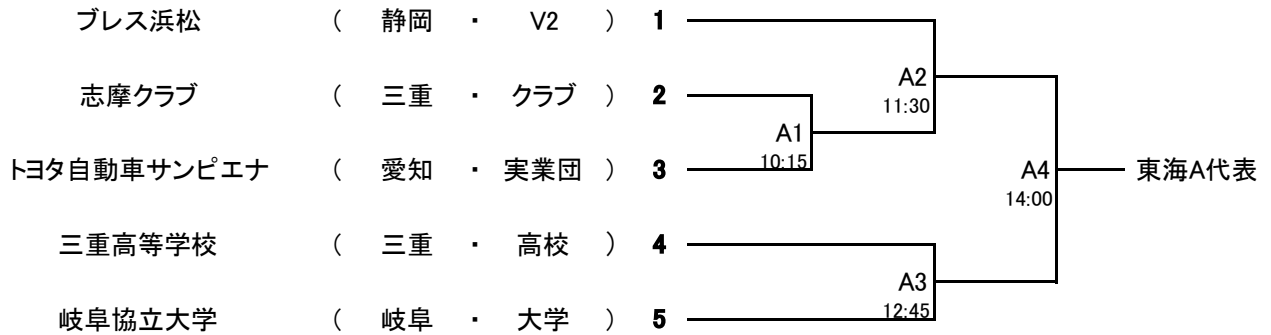 ブレス浜松 ( 静岡 ・ V2 ) 1
A2
11:30
志摩クラブ ( 三重 ・ クラブ ) 2
A1
10:15
トヨタ自動車サンピエナ ( 愛知 ・ 実業団 ) 3
A4
14:00
東海A代表
三重高等学校 ( 三重 ・ 高校 ) 4
A3
12:45
岐阜協立大学 ( 岐阜 ・ 大学 ) 5